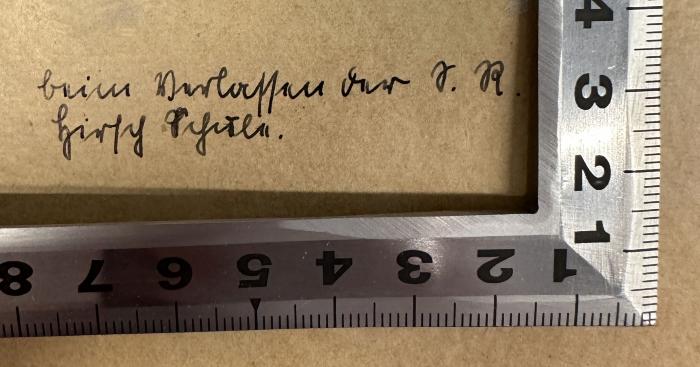 beim Verlassen der S. R.
Hirsch Schule.
4
3
2
1
8 7 6 5 4 3 2 1